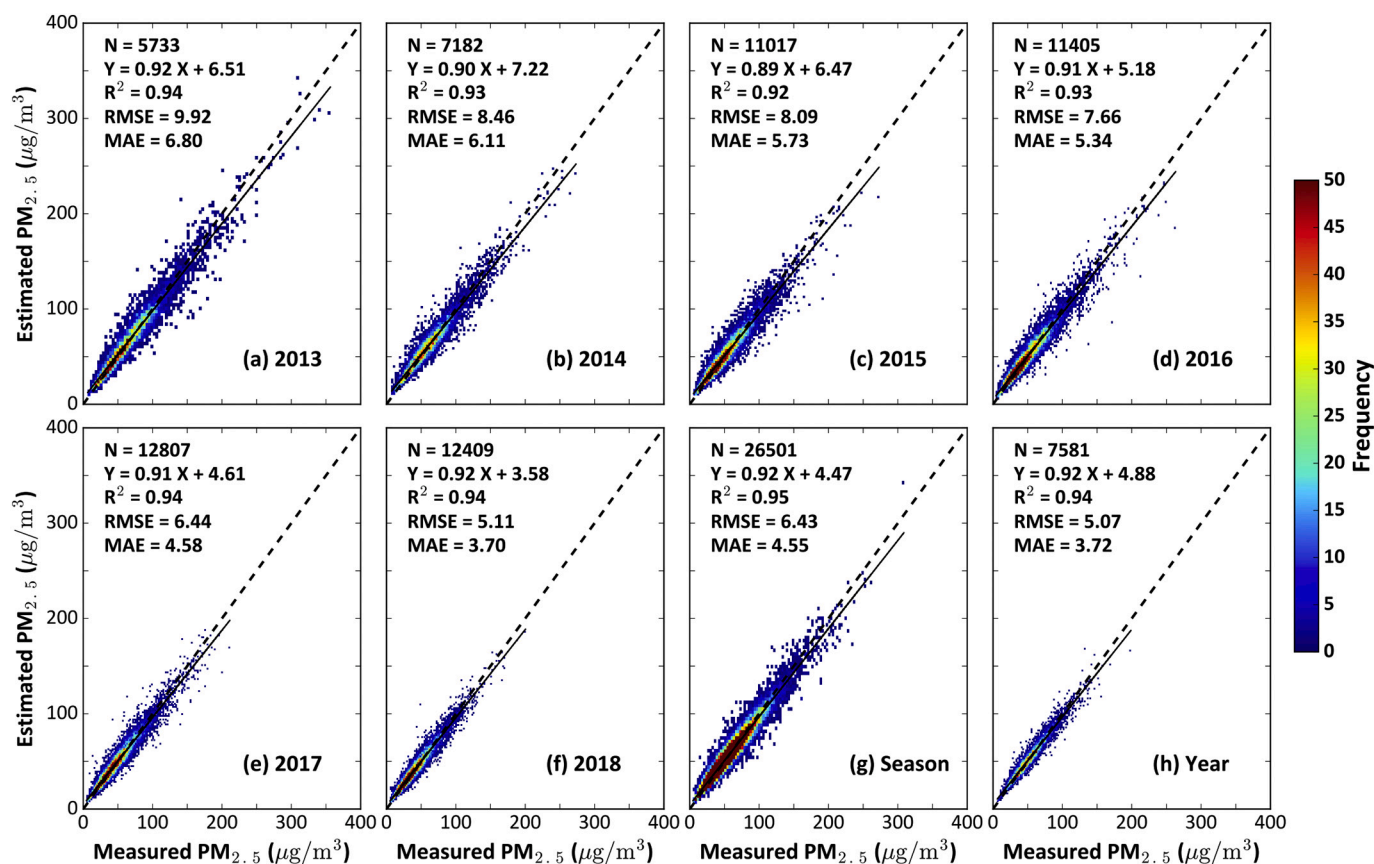 400
300
200
100
0
Estimated PM2.5 (μg/m3)
N = 5733
Y = 0.92 X + 6.51
R2 = 0.94
RMSE = 9.92
MAE = 6.80
(a) 2013
N = 7182
Y = 0.90 X + 7.22
R2 = 0.93
RMSE = 8.46
MAE = 6.11
(b) 2014
N = 11017
Y = 0.89 X + 6.47
R2 = 0.92
RMSE = 8.09
MAE = 5.73
(c) 2015
N = 11405
Y = 0.91 X + 5.18
R2 = 0.93
RMSE = 7.66
MAE = 5.34
(d) 2016
400
300
200
100
0
Estimated PM2.5 (μg/m3)
N = 12807
Y = 0.91 X + 4.61
R2 = 0.94
RMSE = 6.44
MAE = 4.58
(e) 2017
N = 12409
Y = 0.92 X + 3.58
R2 = 0.94
RMSE = 5.11
MAE = 3.70
(f) 2018
N = 26501
Y = 0.92 X + 4.47
R2 = 0.95
RMSE = 6.43
MAE = 4.55
(g) Season
N = 7581
Y = 0.92 X + 4.88
R2 = 0.94
RMSE = 5.07
MAE = 3.72
(h) Year
0 100 200 300 400
0 100 200 300 400
0 100 200 300 400
0 100 200 300 400
Measured PM2.5 (μg/m3)
Measured PM2.5 (μg/m3)
Measured PM2.5 (μg/m3)
Measured PM2.5 (μg/m3)
50
45
40
35
30
25
20
15
10
5
0
Frequency